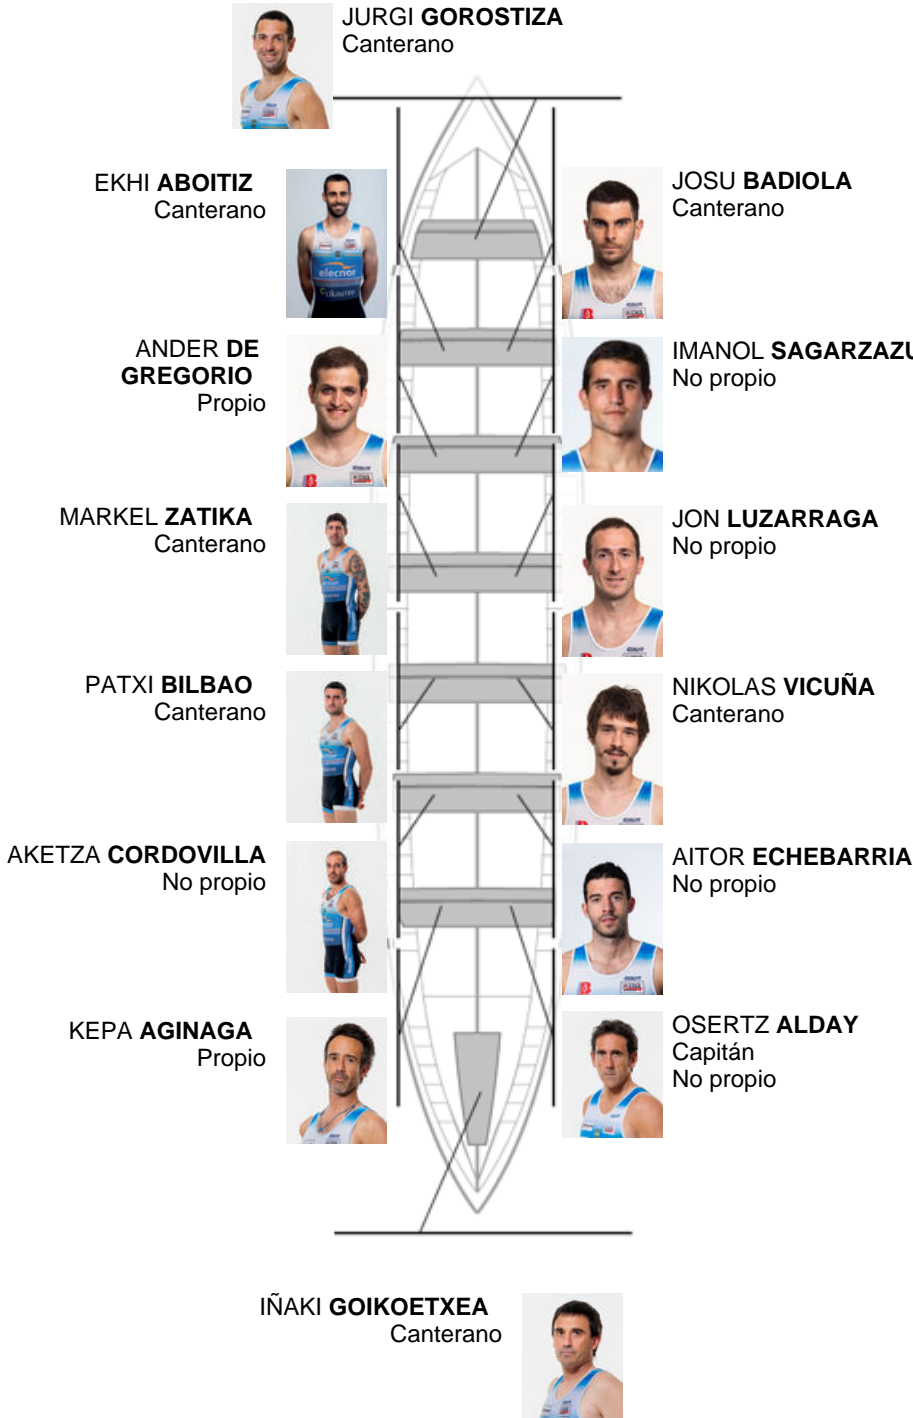 JURGI GOROSTIZA
Canterano
EKHI ABOITIZ
Canterano
JOSU BADIOLA
Canterano
elecnor
ANDER DE
GREGORIO
Propio
IMANOL SAGARZAZU
No propio
MARKEL ZATIKA
Canterano
JON LUZARRAGA
No propio
PATXI BILBAO
Canterano
NIKOLAS VICUÑA
Canterano
AKETZA CORDOVILLA
No propio
AITOR ECHEBARRIA
No propio
KEPA AGINAGA
Propio
OSERTZ ALDAY
Capitán
No propio
IÑAKI GOIKOETXEA
Canterano